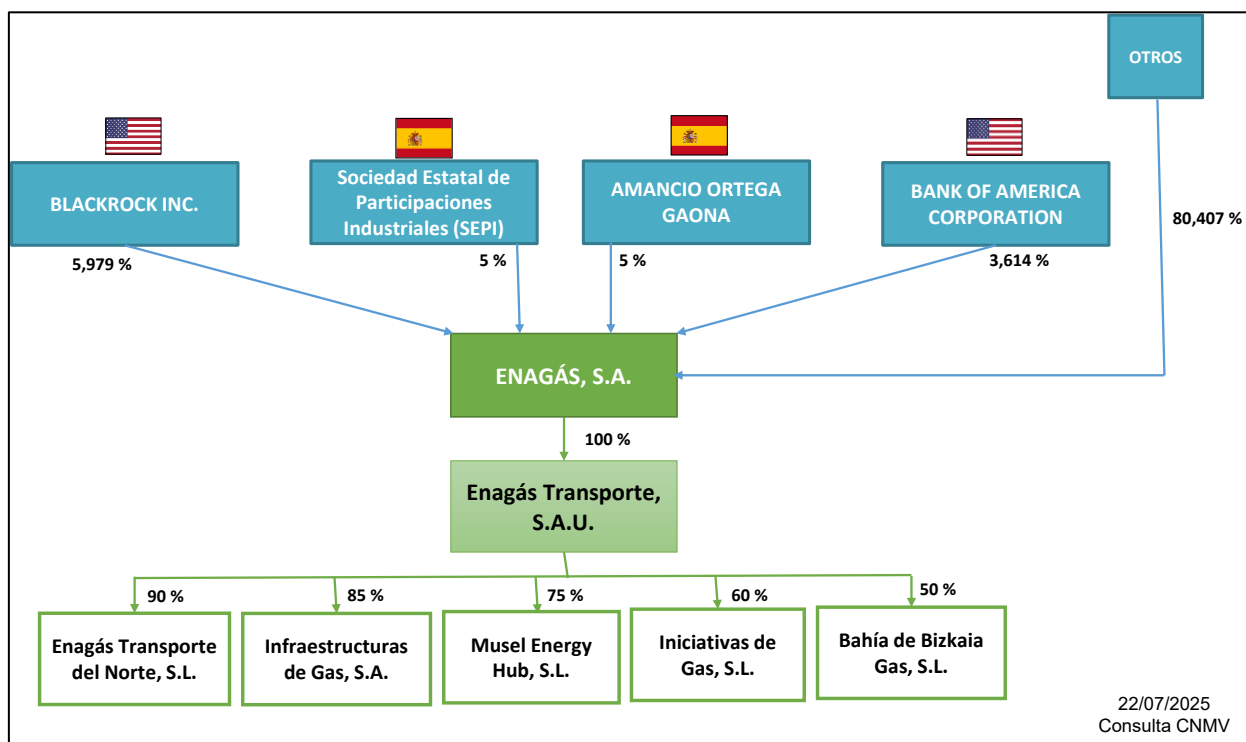 OTROS
BLACKROCK INC.
Sociedad Estatal de
Participaciones
Industriales (SEPI)
AMANCIO ORTEGA
GAONA
BANK OF AMERICA
CORPORATION
80,407 %
5,979 %
5 %
5 %
3,614 %
ENAGÁS, S.A.
100 %
Enagás Transporte,
S.A.U.
90 %
85 %
75 %
60 %
50 %
Enagás Transporte
del Norte, S.L.
Infraestructuras
de Gas, S.A.
Musel Energy
Hub, S.L.
Iniciativas de
Gas, S.L.
Bahía de Bizkaia
Gas, S.L.
22/07/2025
Consulta CNMV